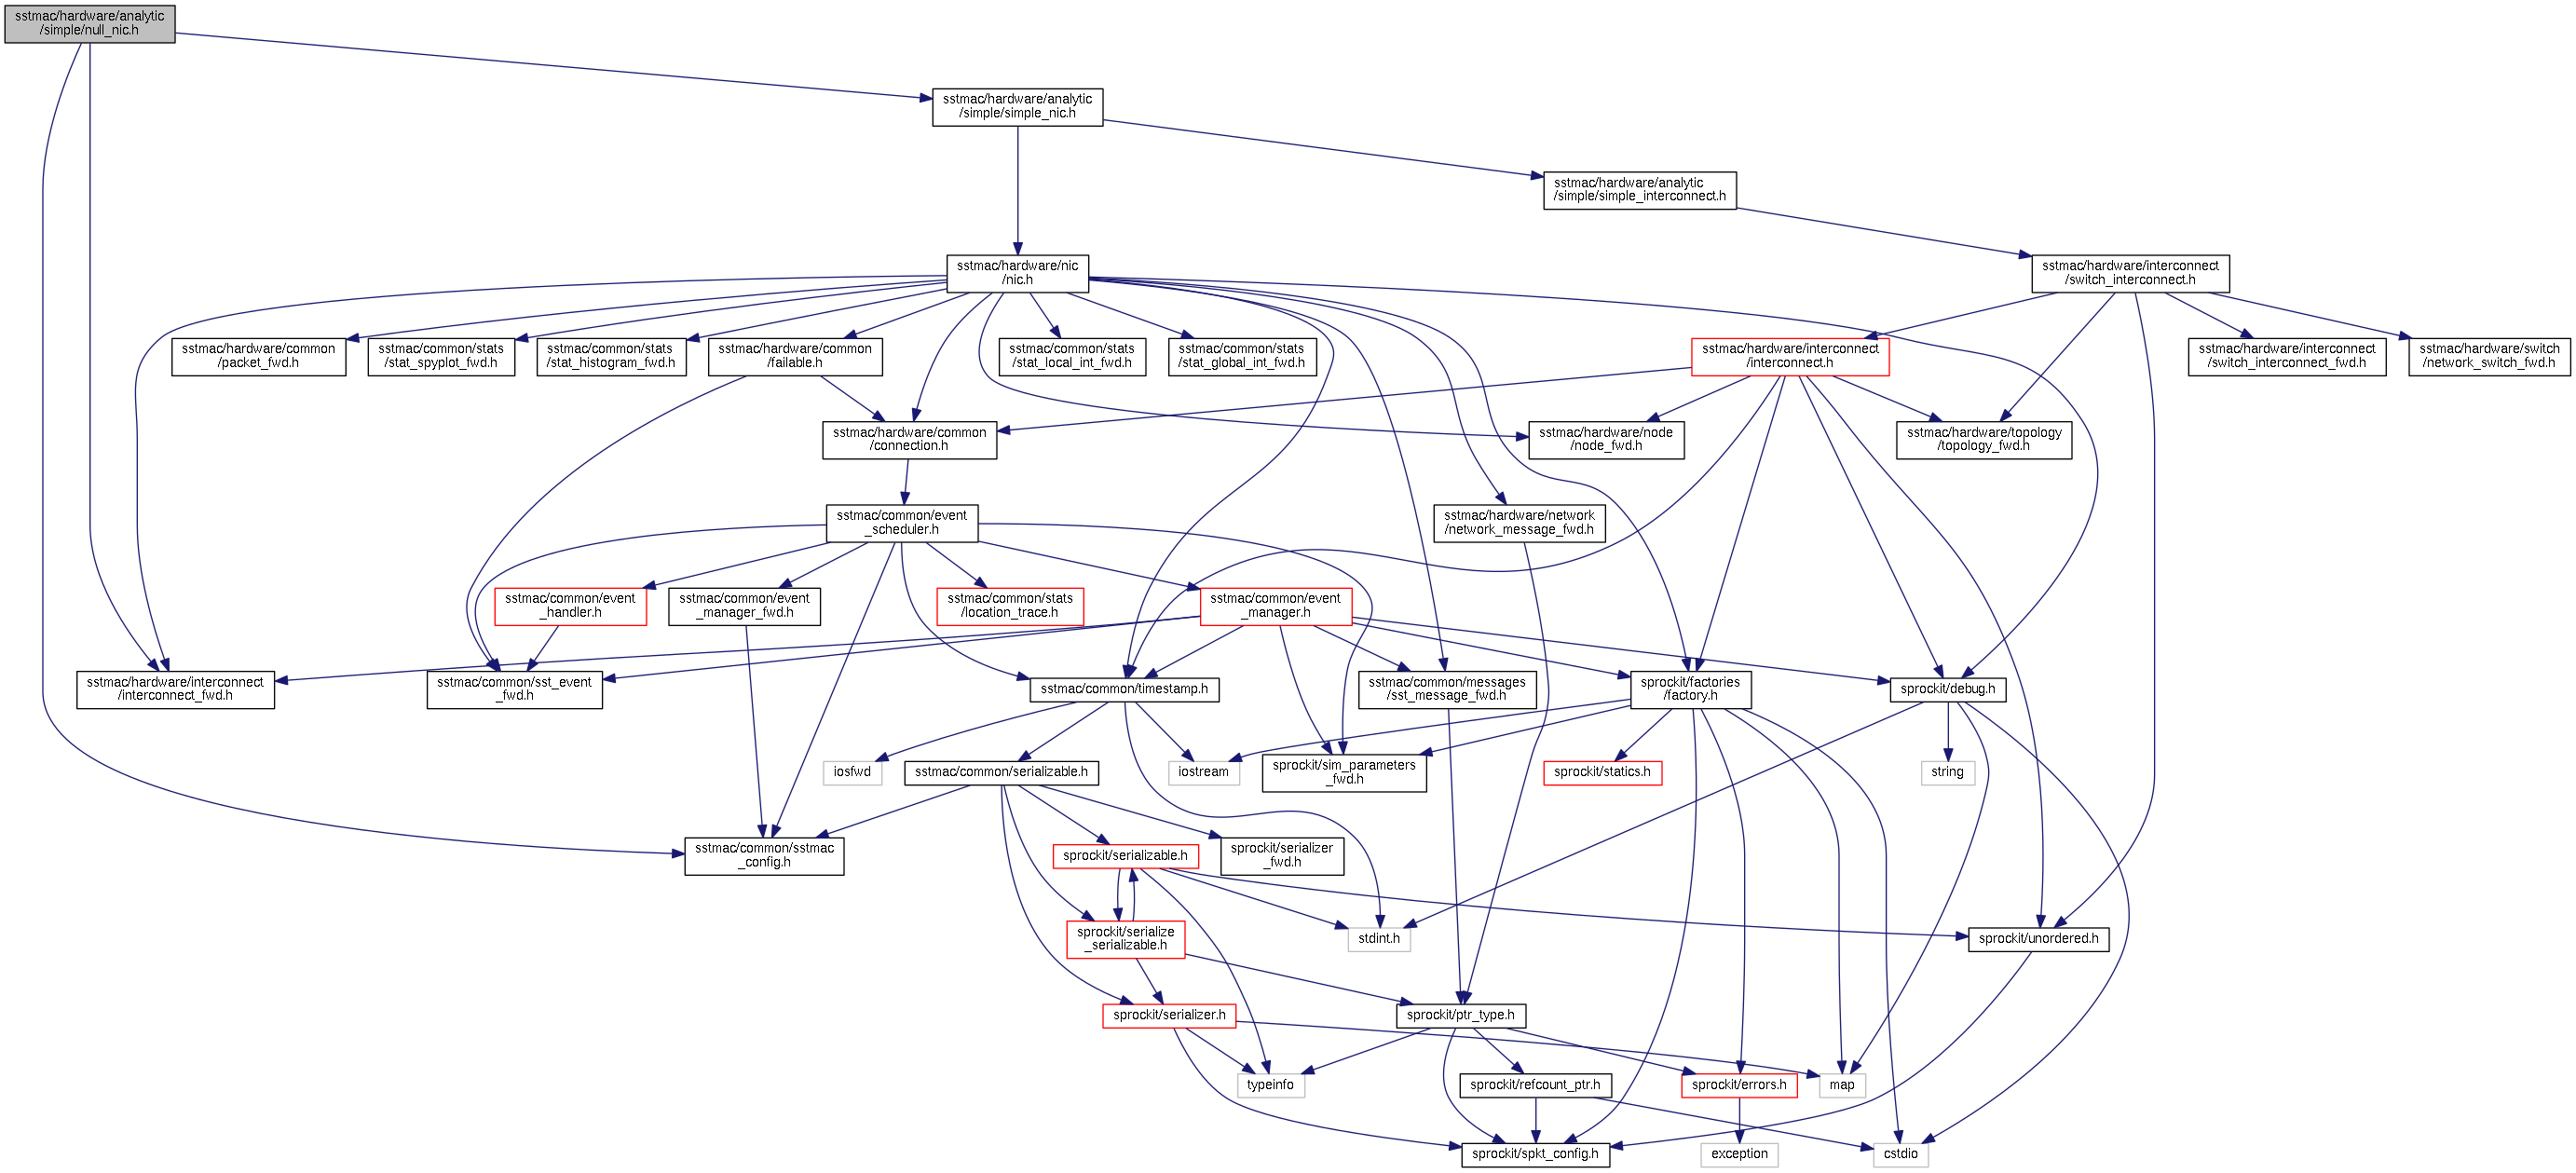 sstmac/hardware/analytic
/simple/null_nic.h
sstmac/hardware/analytic
/simple/simple_nic.h
sstmac/hardware/analytic
/simple/simple_interconnect.h
sstmac/hardware/nic
/nic.h
sstmac/hardware/interconnect
/switch_interconnect.h
sstmac/hardware/common
/packet_fwd.h
sstmac/common/stats
/stat_spyplot_fwd.h
sstmac/common/stats
/stat_histogram_fwd.h
sstmac/hardware/common
/failable.h
sstmac/common/stats
/stat_local_int_fwd.h
sstmac/common/stats
/stat_global_int_fwd.h
sstmac/hardware/interconnect
/interconnect.h
sstmac/hardware/interconnect
/switch_interconnect_fwd.h
sstmac/hardware/switch
/network_switch_fwd.h
sstmac/hardware/common
/connection.h
sstmac/hardware/node
/node_fwd.h
sstmac/hardware/topology
/topology_fwd.h
sstmac/common/event
_scheduler.h
sstmac/hardware/network
/network_message_fwd.h
sstmac/common/event
_handler.h
sstmac/common/event
_manager_fwd.h
sstmac/common/stats
/location_trace.h
sstmac/common/event
_manager.h
sstmac/hardware/interconnect
/interconnect_fwd.h
sstmac/common/sst_event
_fwd.h
sstmac/common/timestamp.h
sstmac/common/messages
/sst_message_fwd.h
sprockit/factories
/factory.h
sprockit/debug.h
iosfwd
sstmac/common/serializable.h
iostream
sprockit/sim_parameters
_fwd.h
sprockit/statics.h
string
sstmac/common/sstmac
_config.h
sprockit/serializable.h
sprockit/serializer
_fwd.h
sprockit/serialize
_serializable.h
stdint.h
sprockit/unordered.h
sprockit/serializer.h
sprockit/ptr_type.h
typeinfo
sprockit/refcount_ptr.h
sprockit/errors.h
map
sprockit/spkt_config.h
exception
cstdio